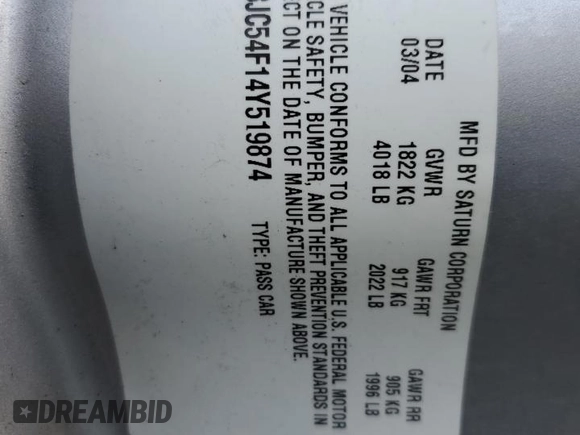 MFD BY SATURN CORPORATION
DATE GVWR GAWR FRT GAWR RR
03/04 1822 KG 917 KG 905 KG
4018 LB 2022 LB 1996 LB
VEHICLE CONFORMS TO ALL APPLICABLE U.S. FEDERAL MOTOR
CLE SAFETY, BUMPER, AND THEFT PREVENTION STANDARDS IN
ECT ON THE DATE OF MANUFACTURE SHOWN ABOVE.
JC54F14Y519874 TYPE: PASS CAR
DREAMBID